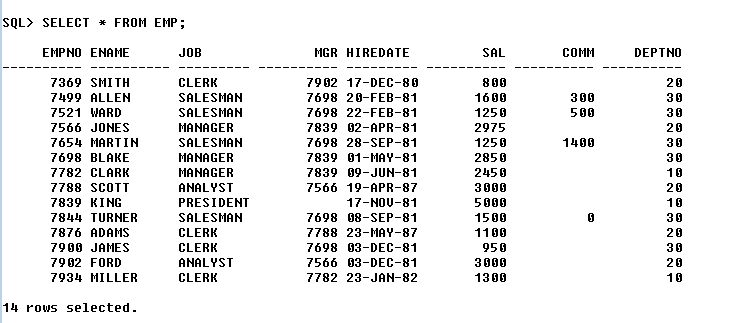 SQL> SELECT * FROM EMP;
     EMPNO ENAME      JOB              MGR HIREDATE         SAL       COMM     DEPTNO
---------- ---------- --------- ---------- --------- ---------- ---------- ----------
      7369 SMITH      CLERK           7902 17-DEC-80        800                    20
      7499 ALLEN      SALESMAN        7698 20-FEB-81       1600        300         30
      7521 WARD       SALESMAN        7698 22-FEB-81       1250        500         30
      7566 JONES      MANAGER         7839 02-APR-81       2975                    20
      7654 MARTIN     SALESMAN        7698 28-SEP-81       1250       1400         30
      7698 BLAKE      MANAGER         7839 01-MAY-81       2850                    30
      7782 CLARK      MANAGER         7839 09-JUN-81       2450                    10
      7788 SCOTT      ANALYST         7566 19-APR-87       3000                    20
      7839 KING       PRESIDENT            17-NOV-81       5000                    10
      7844 TURNER     SALESMAN        7698 08-SEP-81       1500          0         30
      7876 ADAMS      CLERK           7788 23-MAY-87       1100                    20
      7900 JAMES      CLERK           7698 03-DEC-81        950                    30
      7902 FORD       ANALYST         7566 03-DEC-81       3000                    20
      7934 MILLER     CLERK           7782 23-JAN-82       1300                    10
14 rows selected.